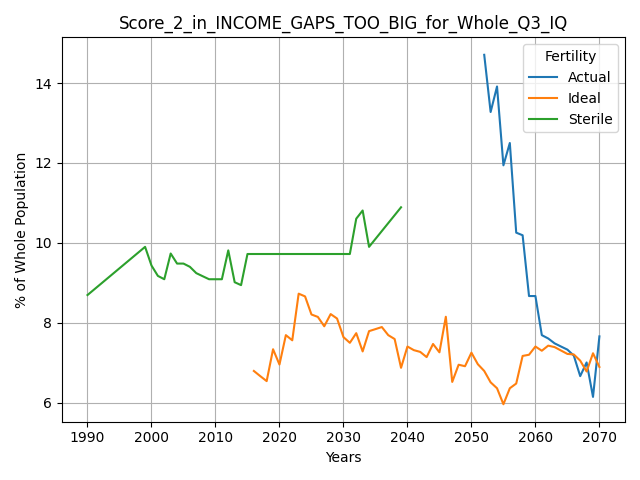 Score_2_in_INCOME_GAPS_TOO_BIG_for_Whole_Q3_IQ
Fertility
Actual
Ideal
Sterile
% of Whole Population
14
12
10
8
6
1990 2000 2010 2020 2030 2040 2050 2060 2070
Years